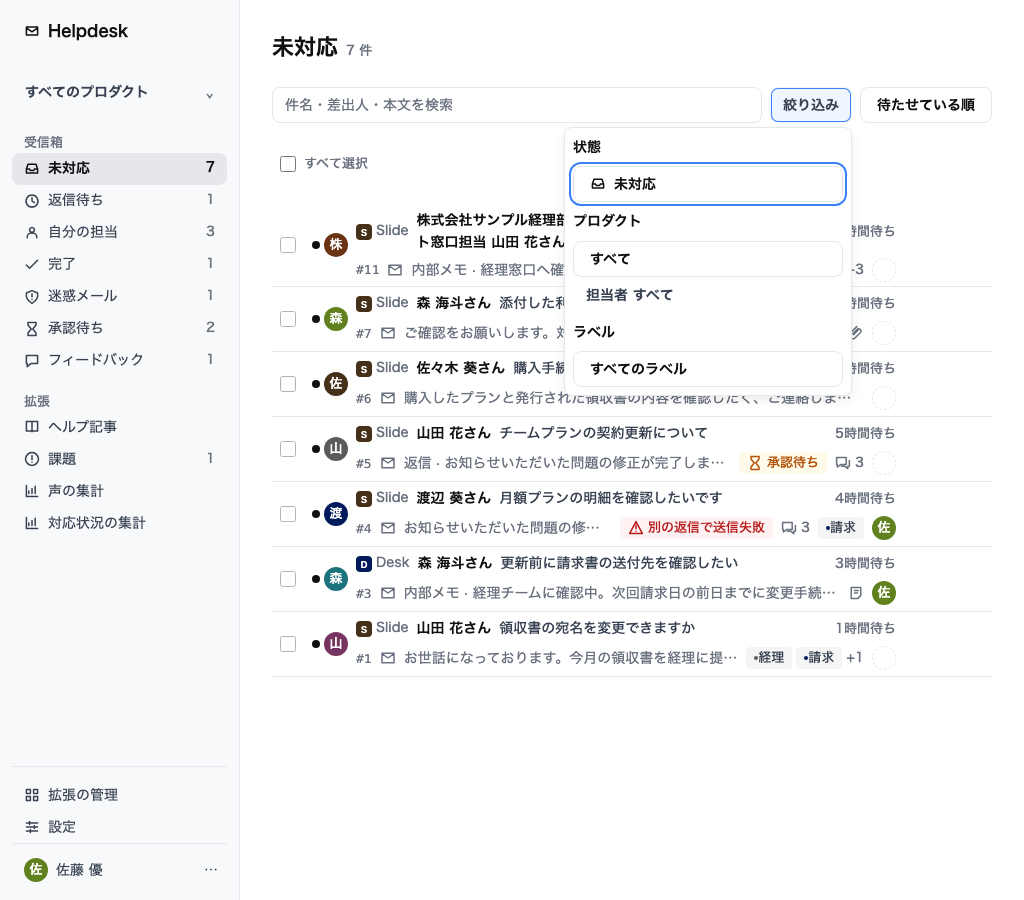 Helpdesk
すべてのプロダクト
受信箱
未対応 7
返信待ち 1
自分の担当 3
完了 1
迷惑メール 1
承認待ち 2
フィードバック 1
拡張
ヘルプ記事
課題 1
声の集計
対応状況の集計
拡張の管理
設定
佐 佐藤 優 ⋯
未対応 7 件
件名・差出人・本文を検索 絞り込み 待たせている順
すべて選択
状態
未対応
プロダクト
すべて
担当者 すべて
ラベル
すべてのラベル
株 S Slide 株式会社サンプル経理部
ト窓口担当 山田 花さん
時間待ち
#11 内部メモ · 経理窓口へ確
3
森 S Slide 森 海斗さん 添付した
時間待ち
#7 ご確認をお願いします。
佐 S Slide 佐々木 葵さん 購入手
時間待ち
#6 購入したプランと発行された領収書の内容を確認したく、ご連絡しま…
山 S Slide 山田 花さん チームプランの契約更新について 5時間待ち
#5 返信 · お知らせいただいた問題の修正が完了しま… 承認待ち 3
渡 S Slide 渡辺 葵さん 月額プランの明細を確認したいです 4時間待ち
#4 お知らせいただいた問題の修… 別の返信で送信失敗 3 •請求 佐
森 D Desk 森 海斗さん 更新前に請求書の送付先を確認したい 3時間待ち
#3 内部メモ · 経理チームに確認中。次回請求日の前日までに変更手続… 佐
山 S Slide 山田 花さん 領収書の宛名を変更できますか 1時間待ち
#1 お世話になっております。今月の領収書を経理に提… •経理 •請求 +1